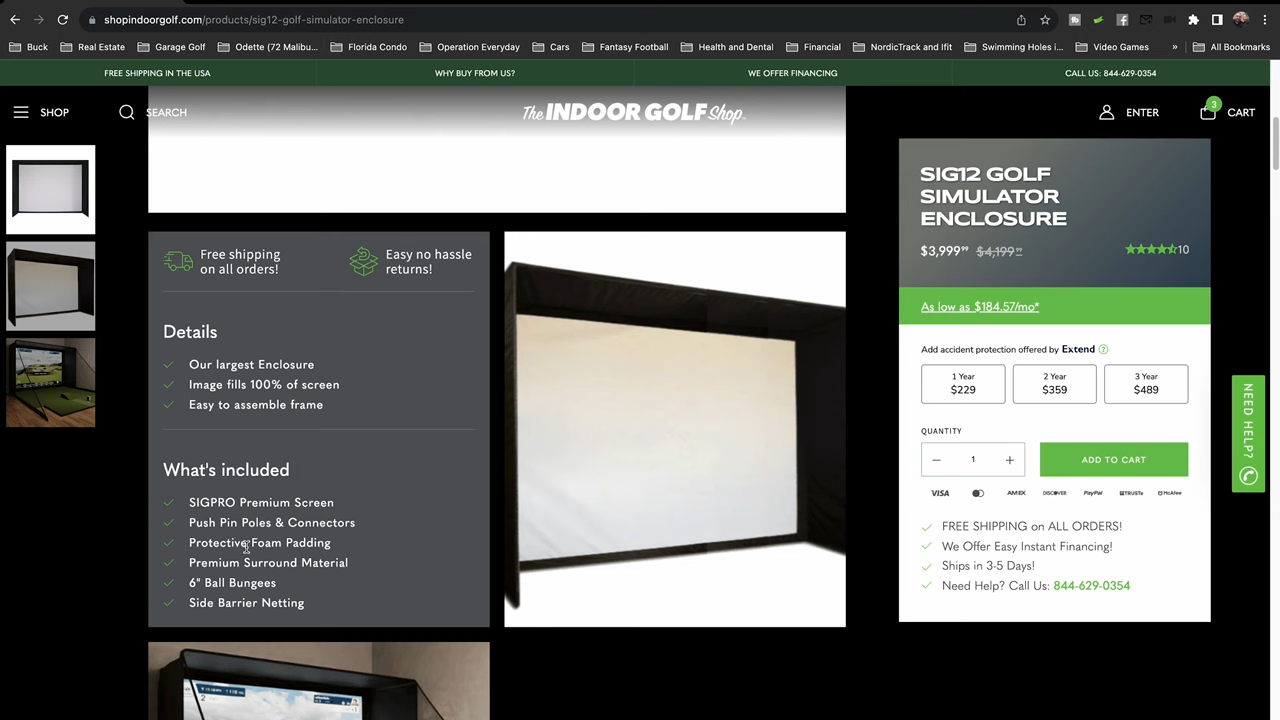 shopindoorgolf.com/products/sig12-golf-simulator-enclosure
Buck
Real Estate
Garage Golf
Odette (72 Malibu...
Florida Condo
Operation Everyday
Cars
Fantasy Football
Health and Dental
Financial
NordicTrack and Ifit
Swimming Holes i...
Video Games
»
All Bookmarks
FREE SHIPPING IN THE USA
WHY BUY FROM US?
WE OFFER FINANCING
CALL US: 844-629-0354
SHOP
SEARCH
The INDOOR GOLF Shop
ENTER
3
CART
Free shipping
on all orders!
Easy no hassle
returns!
Details
Our largest Enclosure
Image fills 100% of screen
Easy to assemble frame
What's included
SIGPRO Premium Screen
Push Pin Poles & Connectors
Protective Foam Padding
Premium Surround Material
6" Ball Bungees
Side Barrier Netting
SIG12 GOLF
SIMULATOR
ENCLOSURE
$3,999.99 $4,199.99
10
As low as $184.57/mo*
Add accident protection offered by Extend ?
1 Year
$229
2 Year
$359
3 Year
$489
QUANTITY
− 1 +
ADD TO CART
VISA
AMEX
DISCOVER
PayPal
TRUSTe
McAfee
FREE SHIPPING on ALL ORDERS!
We Offer Easy Instant Financing!
Ships in 3-5 Days!
Need Help? Call Us: 844-629-0354
NEED HELP?